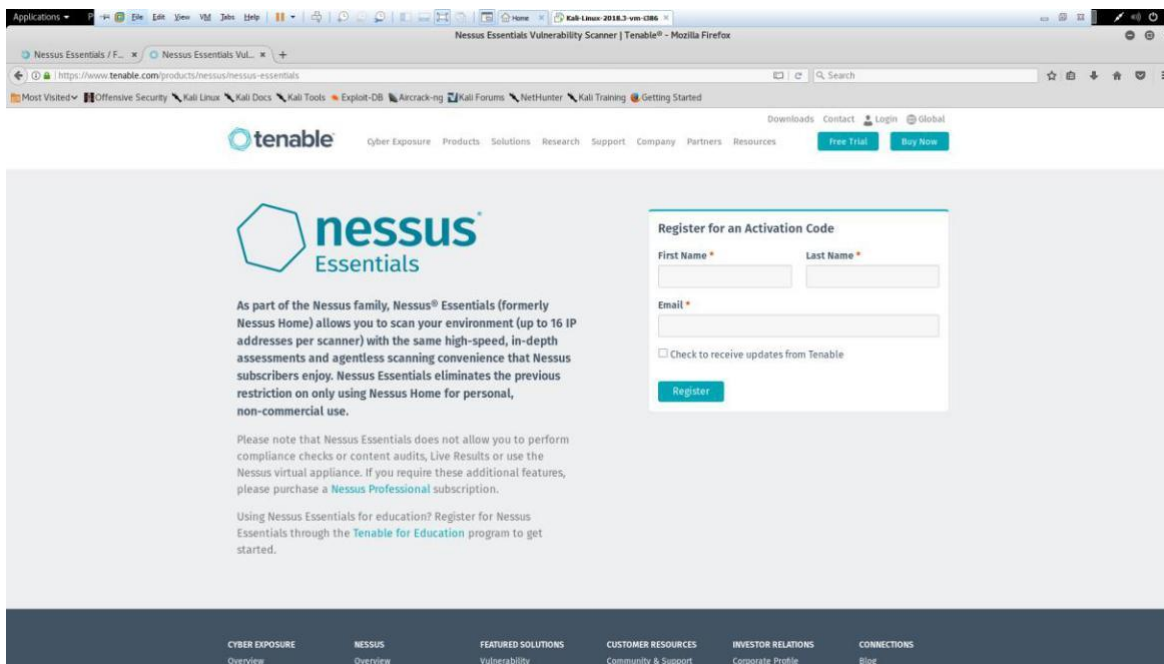 Applications
File Edit View VM Tabs Help
Home
Kali-Linux-2018.3-vm-i386
Nessus Essentials Vulnerability Scanner | Tenable® - Mozilla Firefox
Nessus Essentials / F...
Nessus Essentials Vul...
https://www.tenable.com/products/nessus/nessus-essentials
Search
Most Visited Offensive Security Kali Linux Kali Docs Kali Tools Exploit-DB Aircrack-ng Kali Forums NetHunter Kali Training Getting Started
Downloads Contact Login Global
tenable
Cyber Exposure Products Solutions Research Support Company Partners Resources
Free Trial
Buy Now
nessus®
Essentials
As part of the Nessus family, Nessus® Essentials (formerly
Nessus Home) allows you to scan your environment (up to 16 IP
addresses per scanner) with the same high-speed, in-depth
assessments and agentless scanning convenience that Nessus
subscribers enjoy. Nessus Essentials eliminates the previous
restriction on only using Nessus Home for personal,
non-commercial use.
Please note that Nessus Essentials does not allow you to perform
compliance checks or content audits, Live Results or use the
Nessus virtual appliance. If you require these additional features,
please purchase a Nessus Professional subscription.
Using Nessus Essentials for education? Register for Nessus
Essentials through the Tenable for Education program to get
started.
Register for an Activation Code
First Name *
Last Name *
Email *
Check to receive updates from Tenable
Register
CYBER EXPOSURE NESSUS FEATURED SOLUTIONS CUSTOMER RESOURCES INVESTOR RELATIONS CONNECTIONS
Overview Overview Vulnerability Community & Support Corporate Profile Blog